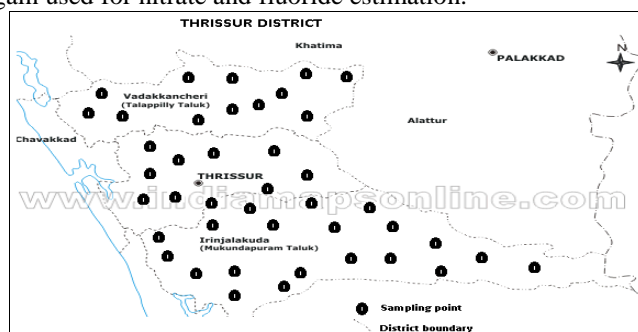 gain used for nitrate and fluoride estimation.
THRISSUR DISTRICT
Khatima
PALAKKAD
N
Vadakkancheri
(Talappilly Taluk)
Alattur
Chavakkad
THRISSUR
www.indiamapsonline.com
Irinjalakuda
(Mukundapuram Taluk)
Sampling point
District boundary